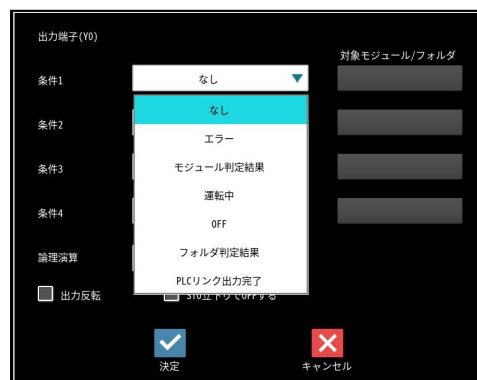 出力端子(Y0)
対象モジュール/フォルダ
条件1
なし
なし
条件2
エラー
条件3
モジュール判定結果
運転中
条件4
OFF
論理演算
フォルダ判定結果
PLCリンク出力完了
出力反転
決定
キャンセル